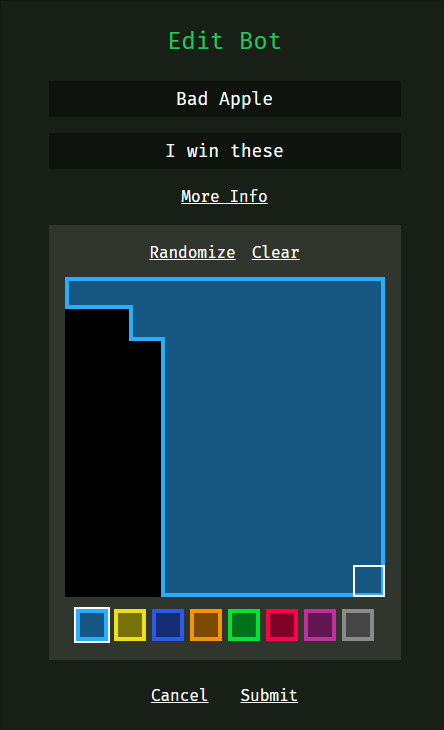 Edit Bot
Bad Apple
I win these
More Info
Randomize Clear
Cancel Submit